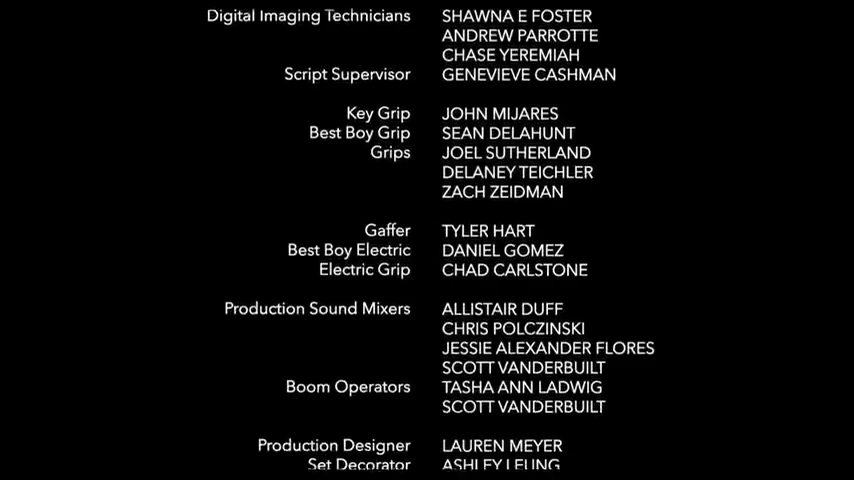 Digital Imaging Technicians SHAWNA E FOSTER
ANDREW PARROTTE
CHASE YEREMIAH
Script Supervisor GENEVIEVE CASHMAN
Key Grip JOHN MIJARES
Best Boy Grip SEAN DELAHUNT
Grips JOEL SUTHERLAND
DELANEY TEICHLER
ZACH ZEIDMAN
Gaffer TYLER HART
Best Boy Electric DANIEL GOMEZ
Electric Grip CHAD CARLSTONE
Production Sound Mixers ALLISTAIR DUFF
CHRIS POLCZINSKI
JESSIE ALEXANDER FLORES
SCOTT VANDERBUILT
Boom Operators TASHA ANN LADWIG
SCOTT VANDERBUILT
Production Designer LAUREN MEYER
Set Decorator ASHLEY LEUNG